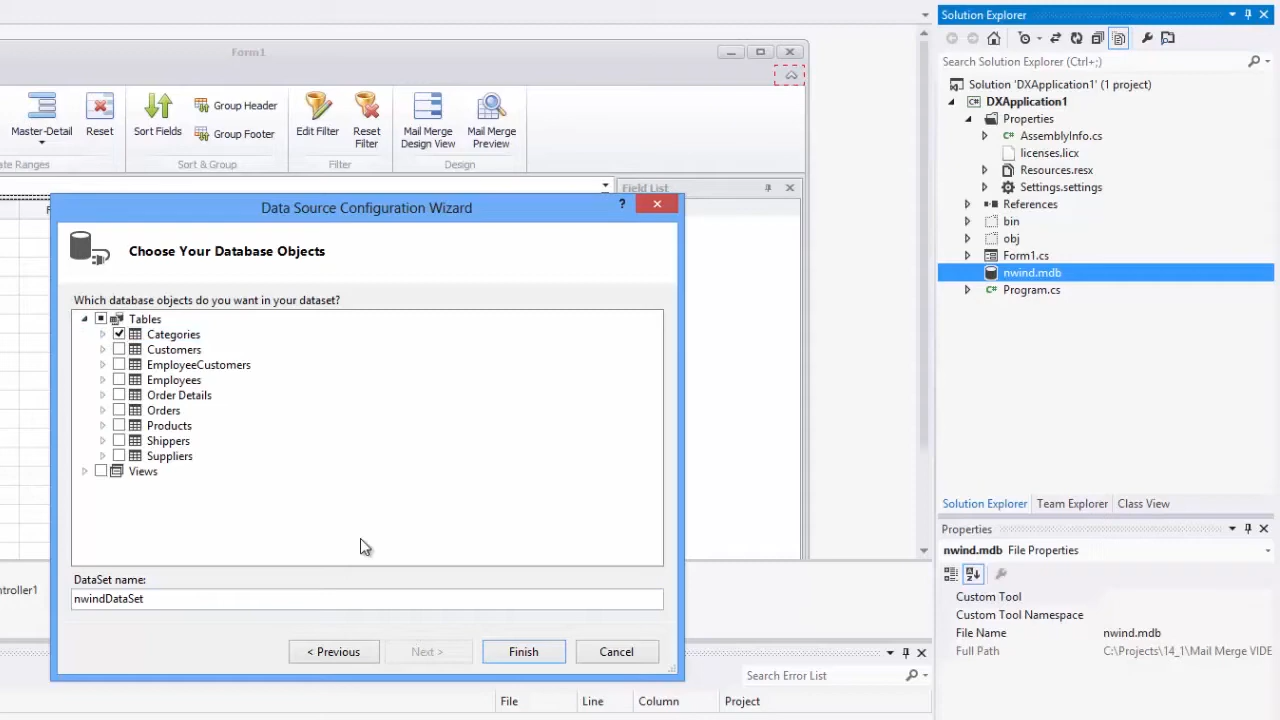 Form1
Master-Detail
Reset
Sort Fields
Group Header
Group Footer
Edit Filter
Reset
Filter
Mail Merge
Design View
Mail Merge
Preview
ate Ranges
Sort & Group
Filter
Design
Field List
Data Source Configuration Wizard
?
Choose Your Database Objects
Which database objects do you want in your dataset?
Tables
Categories
Customers
EmployeeCustomers
Employees
Order Details
Orders
Products
Shippers
Suppliers
Views
DataSet name:
nwindDataSet
< Previous
Next >
Finish
Cancel
ntroller1
Search Error List
File
Line
Column
Project
Solution Explorer
Search Solution Explorer (Ctrl+;)
Solution 'DXApplication1' (1 project)
C# DXApplication1
Properties
C# AssemblyInfo.cs
licenses.licx
Resources.resx
Settings.settings
References
bin
obj
Form1.cs
nwind.mdb
C# Program.cs
Solution Explorer Team Explorer Class View
Properties
nwind.mdb File Properties
Custom Tool
Custom Tool Namespace
File Name nwind.mdb
Full Path C:\Projects\14_1\Mail Merge VIDE